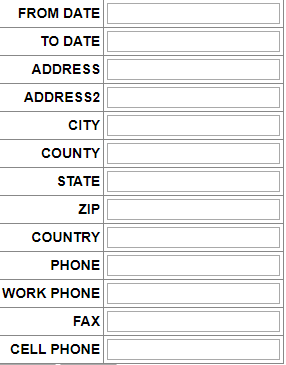 FROM DATE
TO DATE
ADDRESS
ADDRESS2
CITY
COUNTY
STATE
ZIP
COUNTRY
PHONE
WORK PHONE
FAX
CELL PHONE